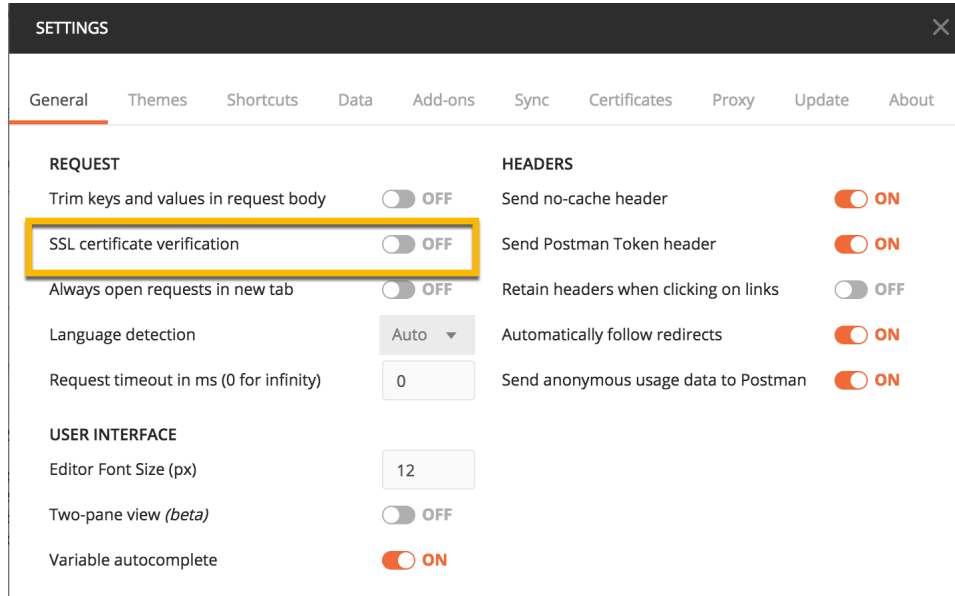 SETTINGS
General Themes Shortcuts Data Add-ons Sync Certificates Proxy Update About
REQUEST
Trim keys and values in request body OFF
SSL certificate verification OFF
Always open requests in new tab OFF
Language detection Auto
Request timeout in ms (0 for infinity) 0
USER INTERFACE
Editor Font Size (px) 12
Two-pane view (beta) OFF
Variable autocomplete ON
HEADERS
Send no-cache header ON
Send Postman Token header ON
Retain headers when clicking on links OFF
Automatically follow redirects ON
Send anonymous usage data to Postman ON